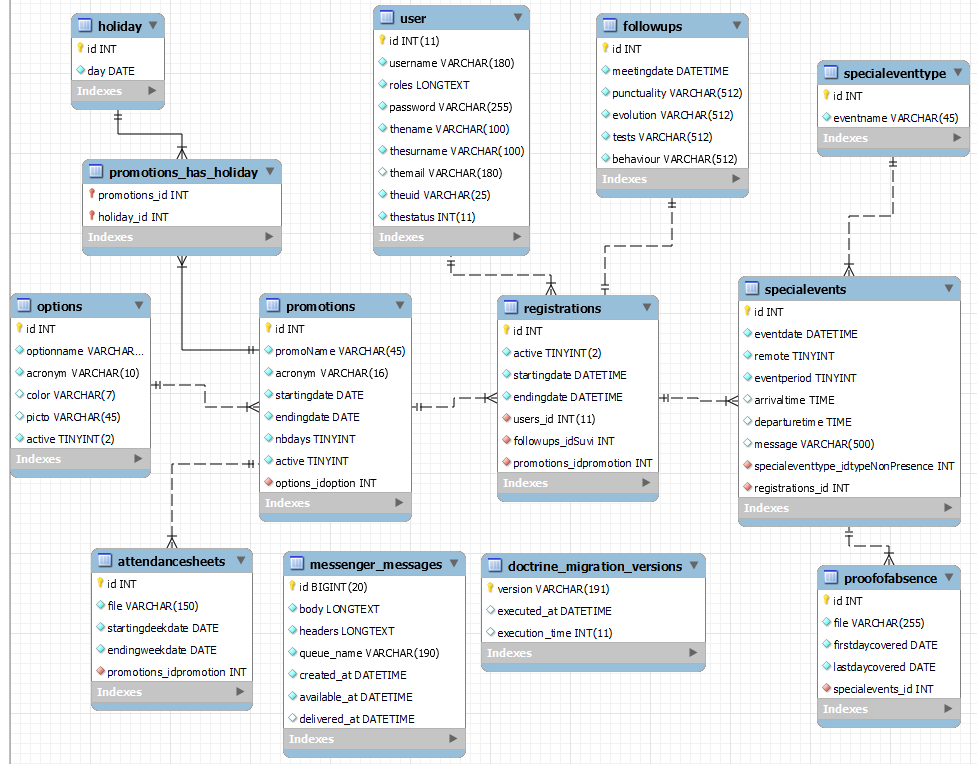 holiday
id INT
day DATE
Indexes
promotions_has_holiday
promotions_id INT
holiday_id INT
Indexes
user
id INT(11)
username VARCHAR(180)
roles LONGTEXT
password VARCHAR(255)
thename VARCHAR(100)
thesurname VARCHAR(100)
themail VARCHAR(180)
theuid VARCHAR(25)
thestatus INT(11)
Indexes
followups
id INT
meetingdate DATETIME
punctuality VARCHAR(512)
evolution VARCHAR(512)
tests VARCHAR(512)
behaviour VARCHAR(512)
Indexes
specialeventtype
id INT
eventname VARCHAR(45)
Indexes
options
id INT
optionname VARCHAR...
acronym VARCHAR(10)
color VARCHAR(7)
picto VARCHAR(45)
active TINYINT(2)
Indexes
promotions
id INT
promoName VARCHAR(45)
acronym VARCHAR(16)
startingdate DATE
endingdate DATE
nbdays TINYINT
active TINYINT
options_idoption INT
Indexes
registrations
id INT
active TINYINT(2)
startingdate DATETIME
endingdate DATETIME
users_id INT(11)
followups_idSuvi INT
promotions_idpromotion INT
Indexes
specialevents
id INT
eventdate DATETIME
remote TINYINT
eventperiod TINYINT
arrivaltime TIME
departuretime TIME
message VARCHAR(500)
specialeventtype_idtypeNonPresence INT
registrations_id INT
Indexes
attendancesheets
id INT
file VARCHAR(150)
startingdeekdate DATE
endingweekdate DATE
promotions_idpromotion INT
Indexes
messenger_messages
id BIGINT(20)
body LONGTEXT
headers LONGTEXT
queue_name VARCHAR(190)
created_at DATETIME
available_at DATETIME
delivered_at DATETIME
Indexes
doctrine_migration_versions
version VARCHAR(191)
executed_at DATETIME
execution_time INT(11)
Indexes
proofofabsence
id INT
file VARCHAR(255)
firstdaycovered DATE
lastdaycovered DATE
specialevents_id INT
Indexes